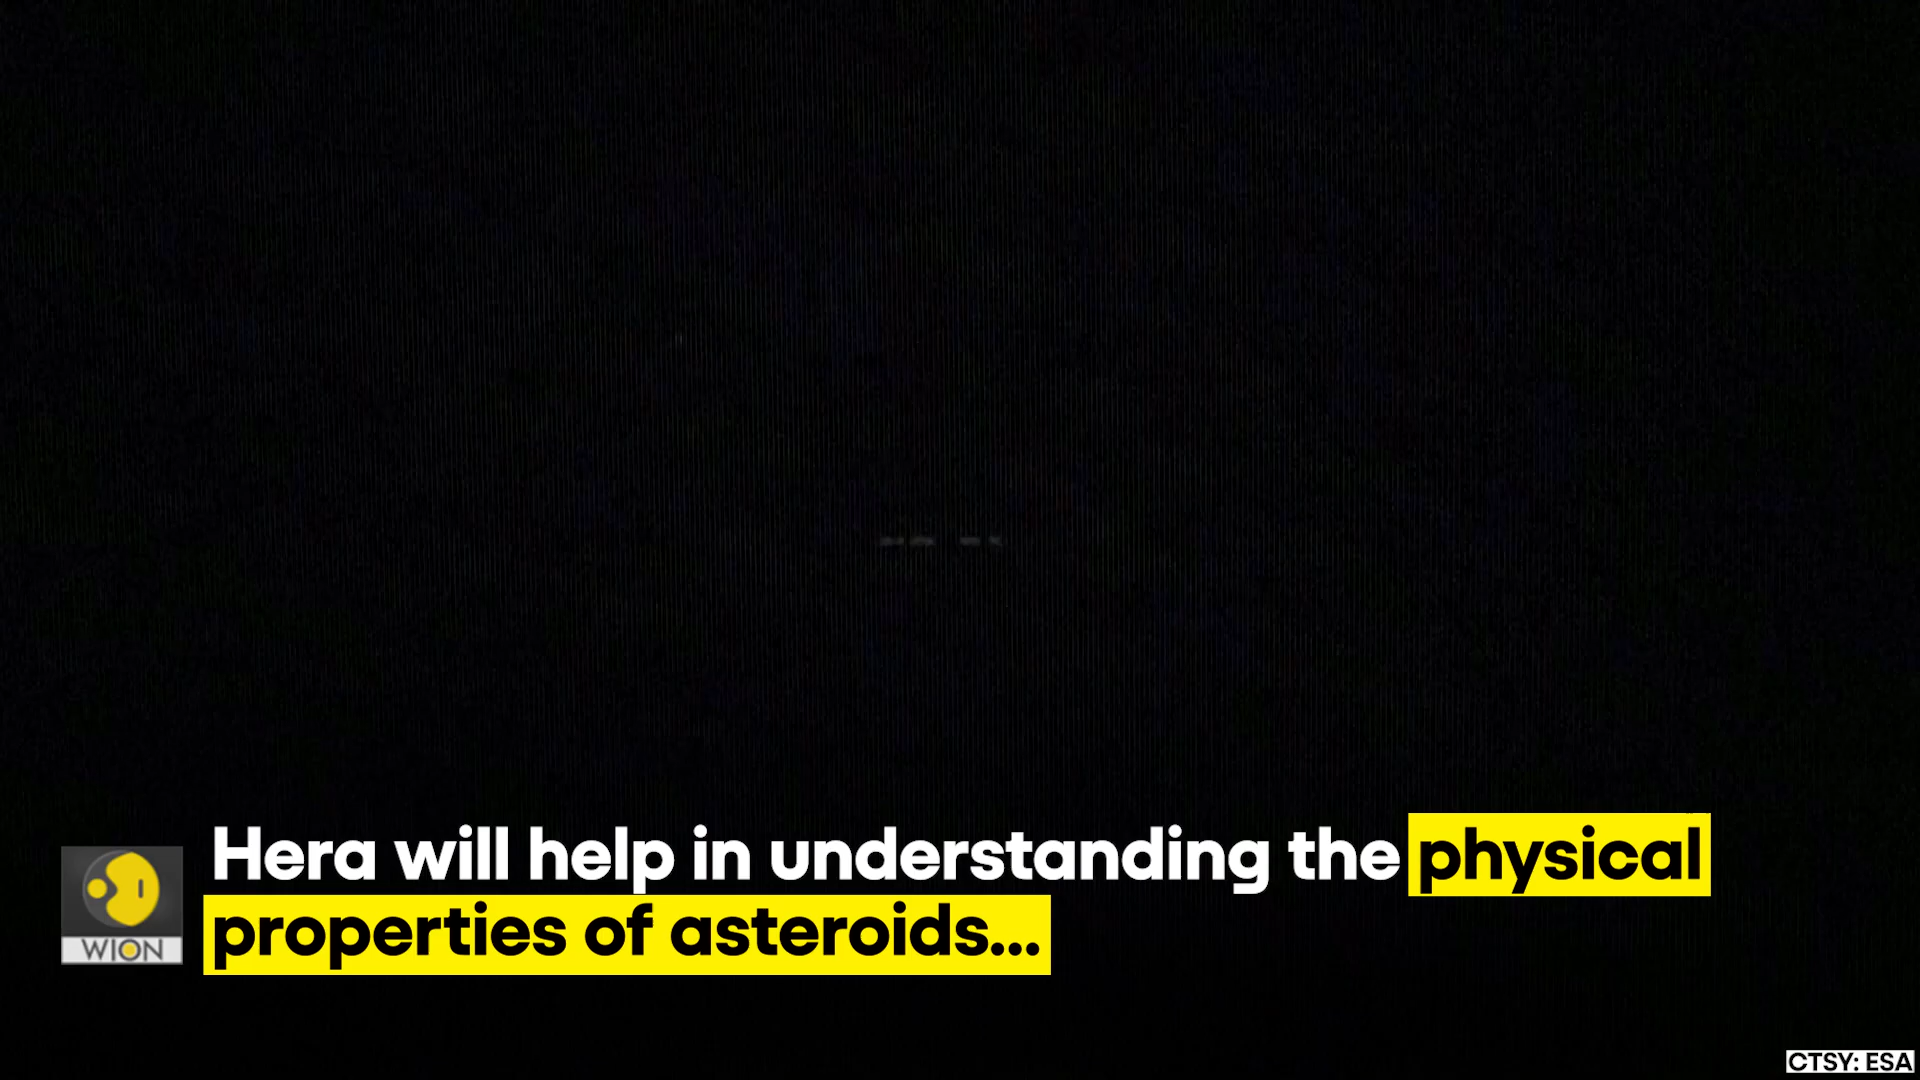 Hera will help in understanding the physical
properties of asteroids...
WION
CTSY: ESA